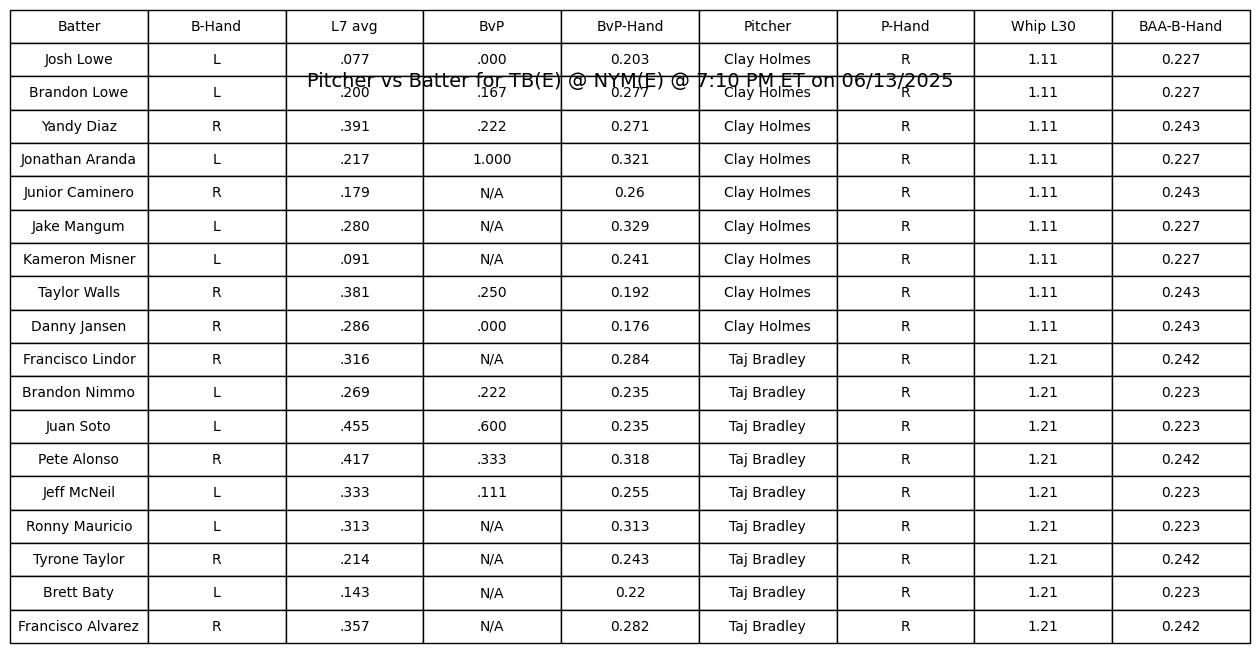 Batter B-Hand L7 avg BvP BvP-Hand Pitcher P-Hand Whip L30 BAA-B-Hand
Josh Lowe L .077 .000 0.203 Clay Holmes R 1.11 0.227
Pitcher vs Batter for TB(E) @ NYM(E) @ 7:10 PM ET on 06/13/2025
Brandon Lowe L .200 .167 0.277 Clay Holmes R 1.11 0.227
Yandy Diaz R .391 .222 0.271 Clay Holmes R 1.11 0.243
Jonathan Aranda L .217 1.000 0.321 Clay Holmes R 1.11 0.227
Junior Caminero R .179 N/A 0.26 Clay Holmes R 1.11 0.243
Jake Mangum L .280 N/A 0.329 Clay Holmes R 1.11 0.227
Kameron Misner L .091 N/A 0.241 Clay Holmes R 1.11 0.227
Taylor Walls R .381 .250 0.192 Clay Holmes R 1.11 0.243
Danny Jansen R .286 .000 0.176 Clay Holmes R 1.11 0.243
Francisco Lindor R .316 N/A 0.284 Taj Bradley R 1.21 0.242
Brandon Nimmo L .269 .222 0.235 Taj Bradley R 1.21 0.223
Juan Soto L .455 .600 0.235 Taj Bradley R 1.21 0.223
Pete Alonso R .417 .333 0.318 Taj Bradley R 1.21 0.242
Jeff McNeil L .333 .111 0.255 Taj Bradley R 1.21 0.223
Ronny Mauricio L .313 N/A 0.313 Taj Bradley R 1.21 0.223
Tyrone Taylor R .214 N/A 0.243 Taj Bradley R 1.21 0.242
Brett Baty L .143 N/A 0.22 Taj Bradley R 1.21 0.223
Francisco Alvarez R .357 N/A 0.282 Taj Bradley R 1.21 0.242